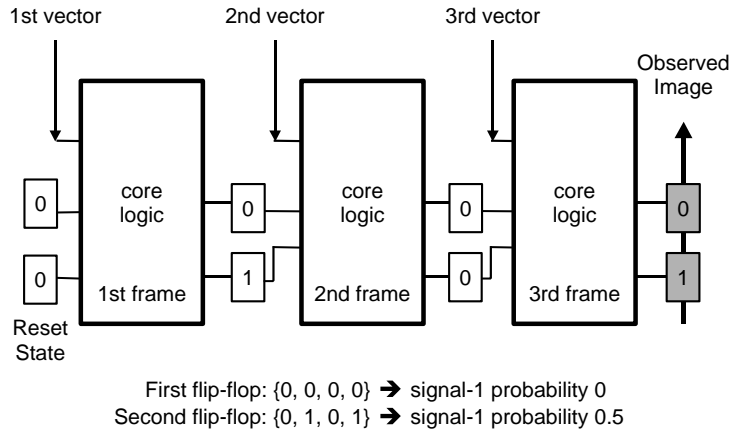 1st vector
2nd vector
3rd vector
Observed
Image
core
logic
core
logic
core
logic
0
0
0
0
0
1
0
1
1st frame
2nd frame
3rd frame
Reset
State
First flip-flop: {0, 0, 0, 0} ➔ signal-1 probability 0
Second flip-flop: {0, 1, 0, 1} ➔ signal-1 probability 0.5